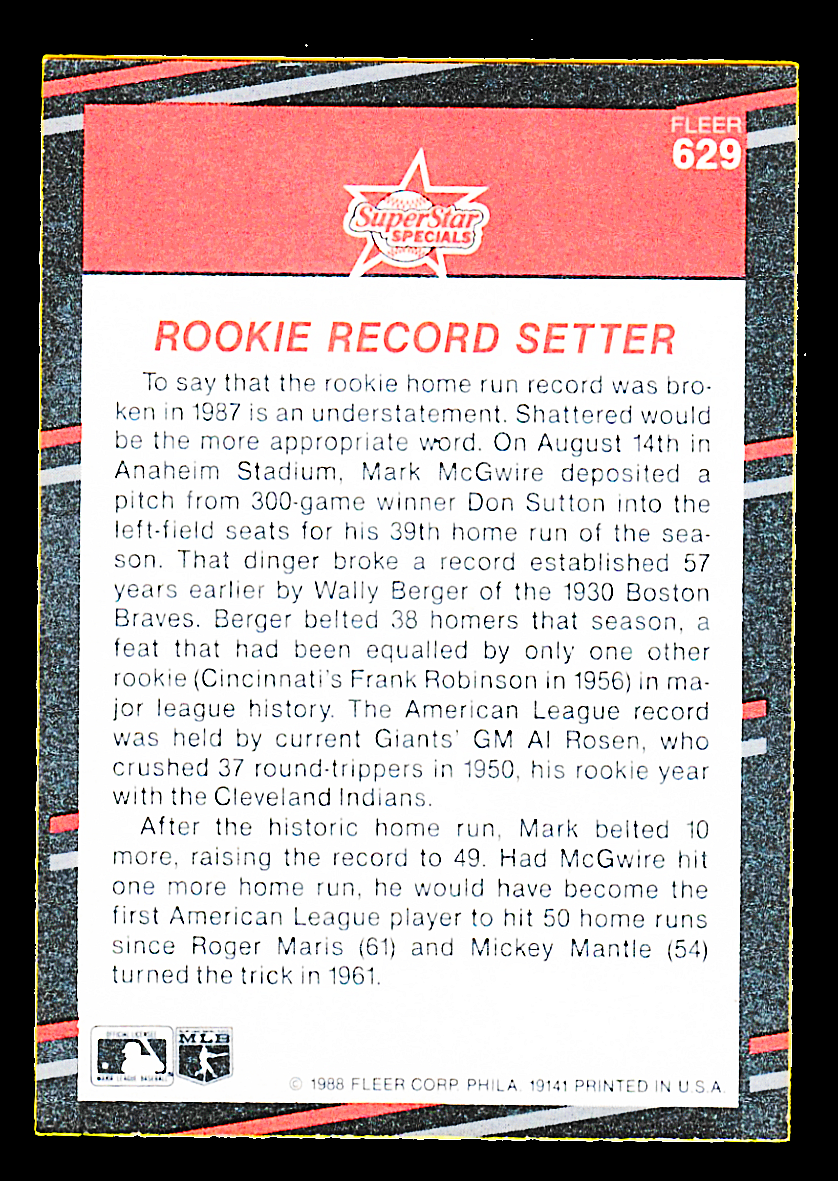 FLEER
629
SuperStar
SPECIALS
ROOKIE RECORD SETTER
To say that the rookie home run record was bro-
ken in 1987 is an understatement. Shattered would
be the more appropriate word. On August 14th in
Anaheim Stadium, Mark McGwire deposited a
pitch from 300-game winner Don Sutton into the
left-field seats for his 39th home run of the sea-
son. That dinger broke a record established 57
years earlier by Wally Berger of the 1930 Boston
Braves. Berger belted 38 homers that season, a
feat that had been equalled by only one other
rookie (Cincinnati's Frank Robinson in 1956) in ma-
jor league history. The American League record
was held by current Giants' GM Al Rosen, who
crushed 37 round-trippers in 1950, his rookie year
with the Cleveland Indians.
After the historic home run, Mark belted 10
more, raising the record to 49. Had McGwire hit
one more home run, he would have become the
first American League player to hit 50 home runs
since Roger Maris (61) and Mickey Mantle (54)
turned the trick in 1961.
MLB
© 1988 FLEER CORP. PHILA. 19141 PRINTED IN U.S.A.